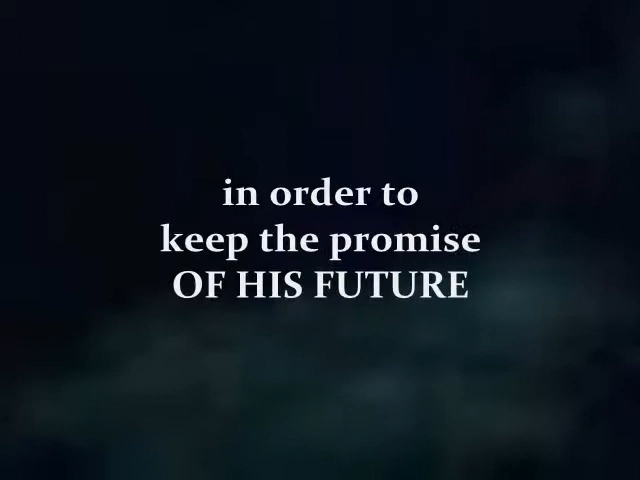 in order to
keep the promise
OF HIS FUTURE